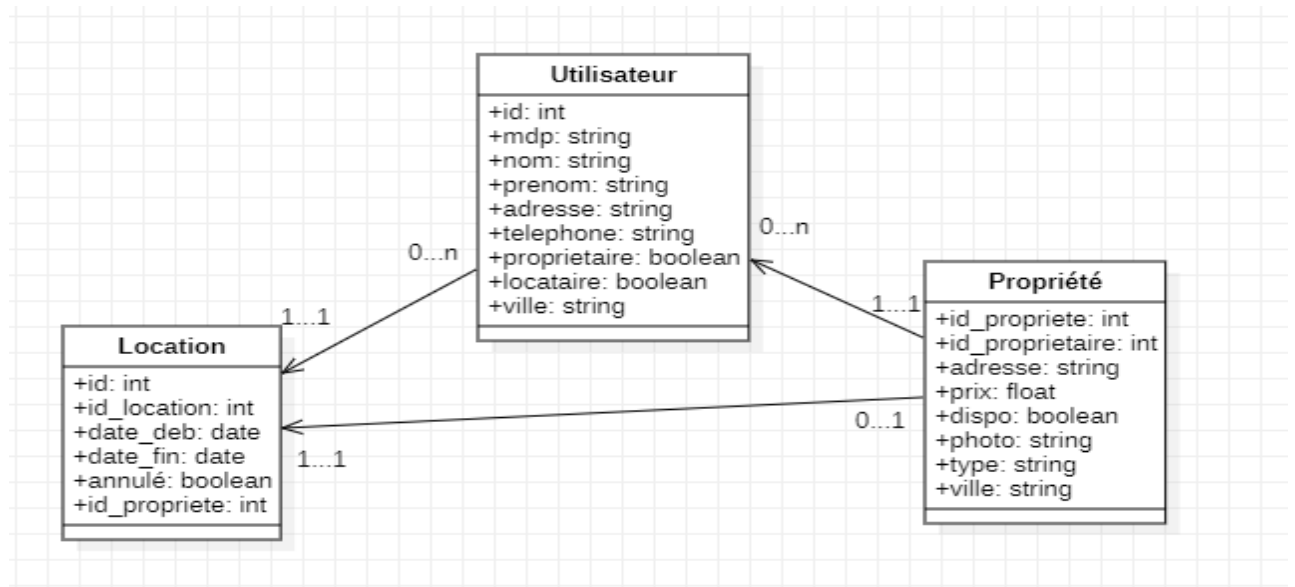 Utilisateur
+id: int
+mdp: string
+nom: string
+prenom: string
+adresse: string
+telephone: string
+proprietaire: boolean
+locataire: boolean
+ville: string
0...n
0...n
1...1
1...1
Propriété
+id_propriete: int
+id_proprietaire: int
+adresse: string
+prix: float
+dispo: boolean
+photo: string
+type: string
+ville: string
Location
+id: int
+id_location: int
+date_deb: date
+date_fin: date
+annulé: boolean
+id_propriete: int
0...1
1...1